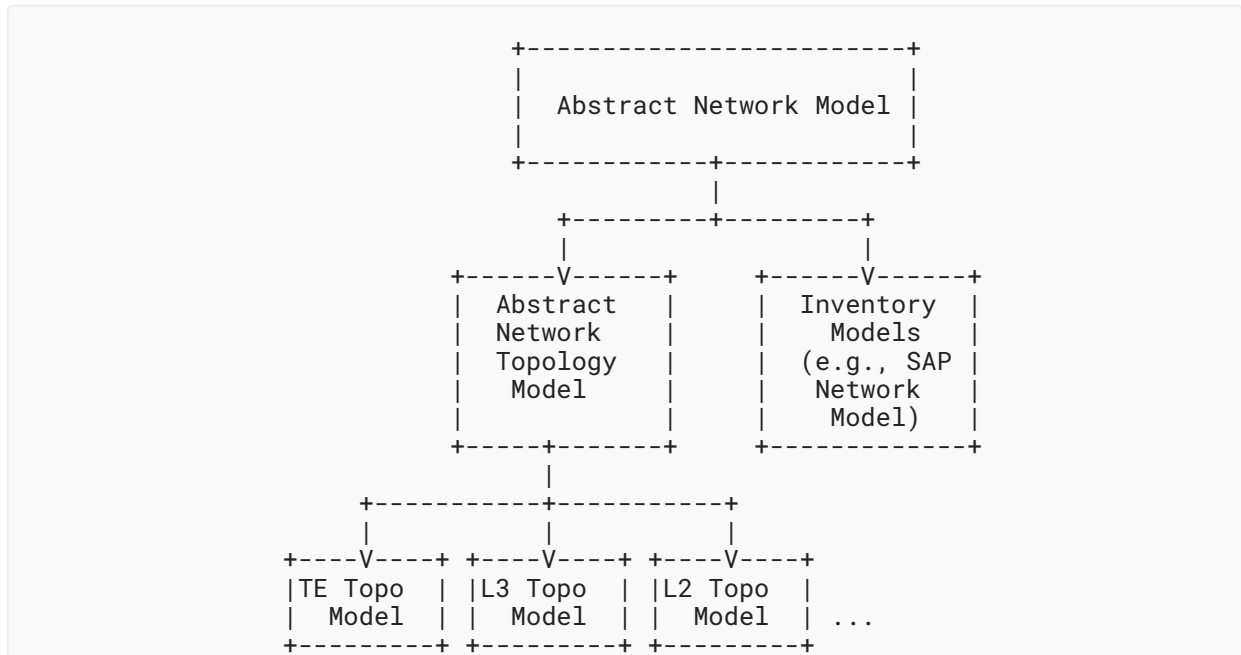 +-------------------------+
|                         |
|  Abstract Network Model |
|                         |
+------------+------------+
|
+---------+---------+
|                   |
+------V------+     +------V------+
|  Abstract   |     |  Inventory  |
|  Network    |     |    Models   |
|  Topology   |     |  (e.g., SAP |
|   Model     |     |   Network   |
|             |     |    Model)   |
+-----+-------+     +-------------+
|
+-----------+-----------+
|           |           |
+----V----+ +----V----+ +----V----+
|TE Topo  | |L3 Topo  | |L2 Topo  |
|  Model  | |  Model  | |  Model  | ...
+---------+ +---------+ +---------+